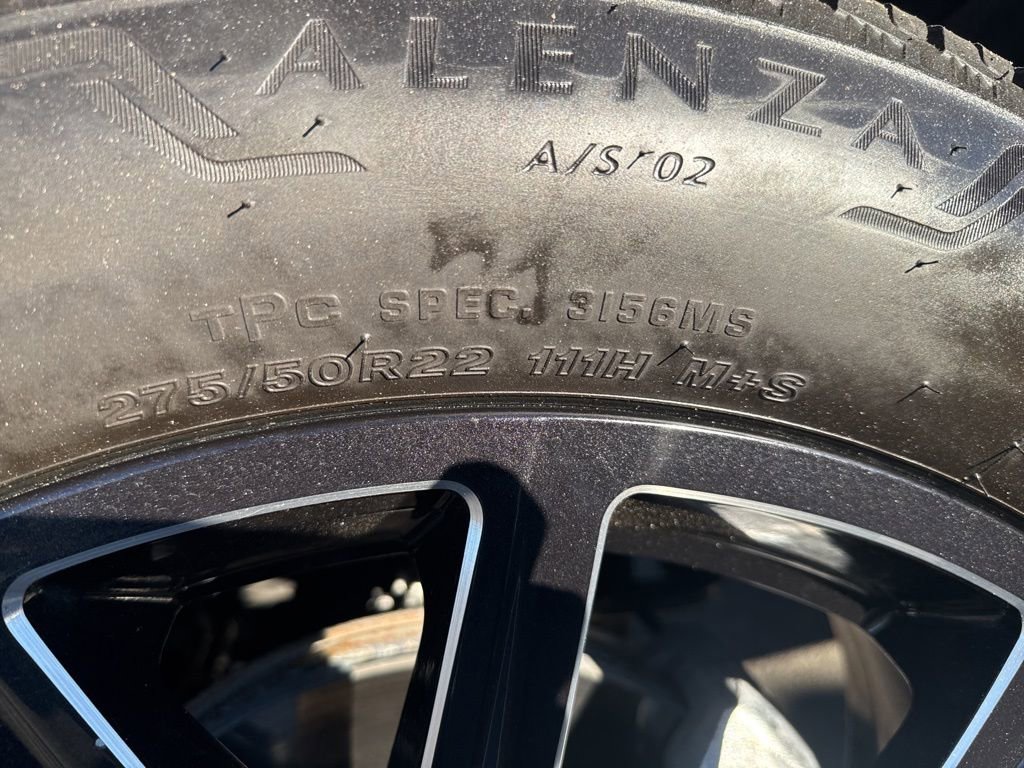 ALENZA
A/S 02
TPC SPEC. 3156MS
275/50R22 111H M+S